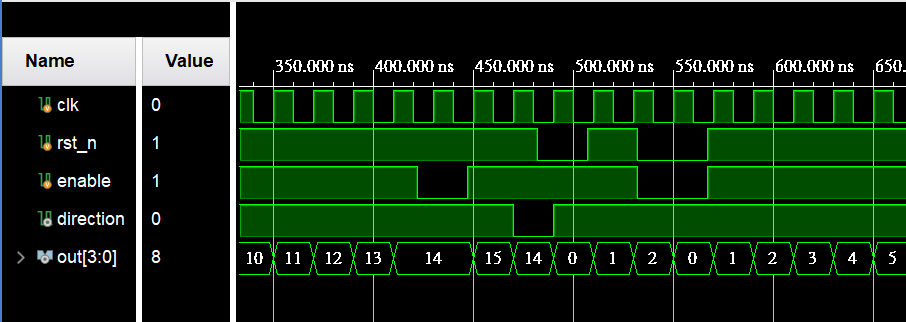 350.000 ns 400.000 ns 450.000 ns 500.000 ns 550.000 ns 600.000 ns 650.
Name Value
clk 0
rst_n 1
enable 1
direction 0
out[3:0] 8 10 11 12 13 14 15 14 0 1 2 0 1 2 3 4 5